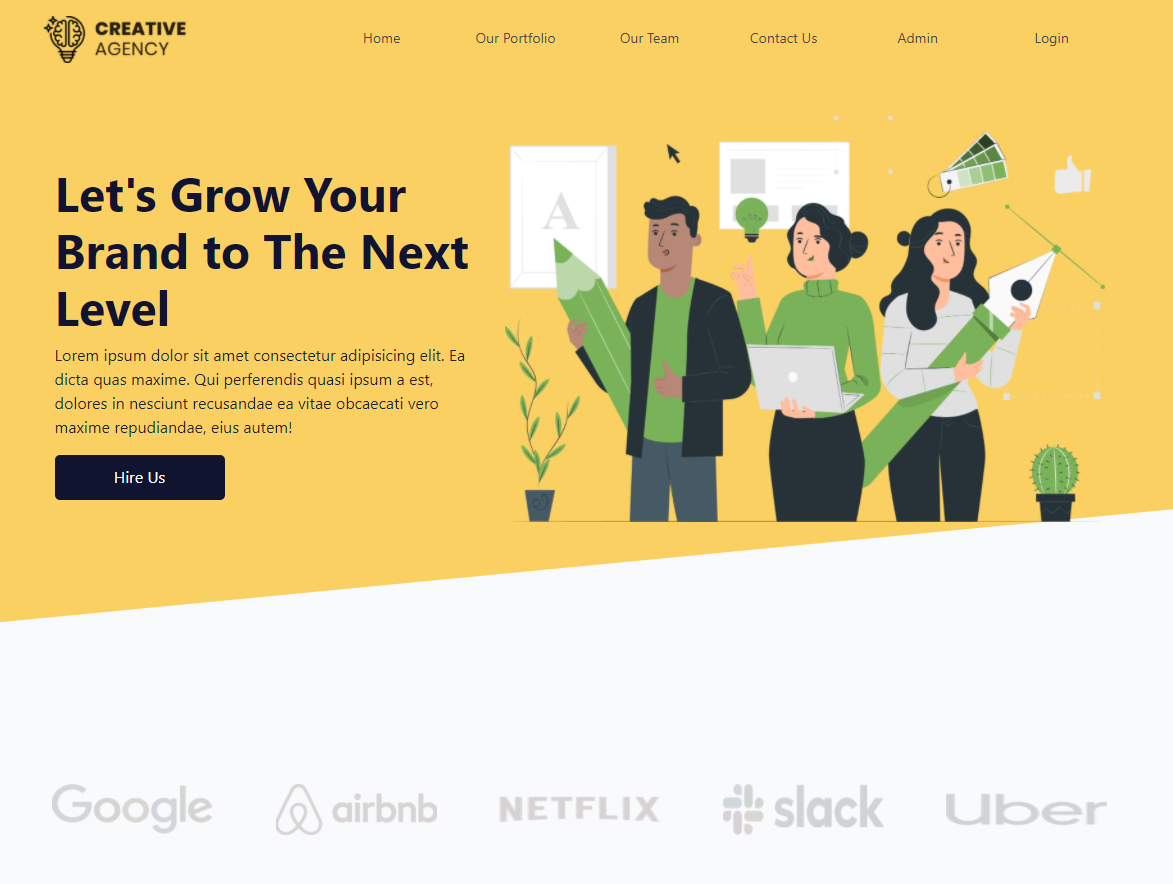 CREATIVE
AGENCY
Home Our Portfolio Our Team Contact Us Admin Login
A
Let's Grow Your
Brand to The Next
Level
Lorem ipsum dolor sit amet consectetur adipisicing elit. Ea
dicta quas maxime. Qui perferendis quasi ipsum a est,
dolores in nesciunt recusandae ea vitae obcaecati vero
maxime repudiandae, eius autem!
Hire Us
Google airbnb NETFLIX slack Uber